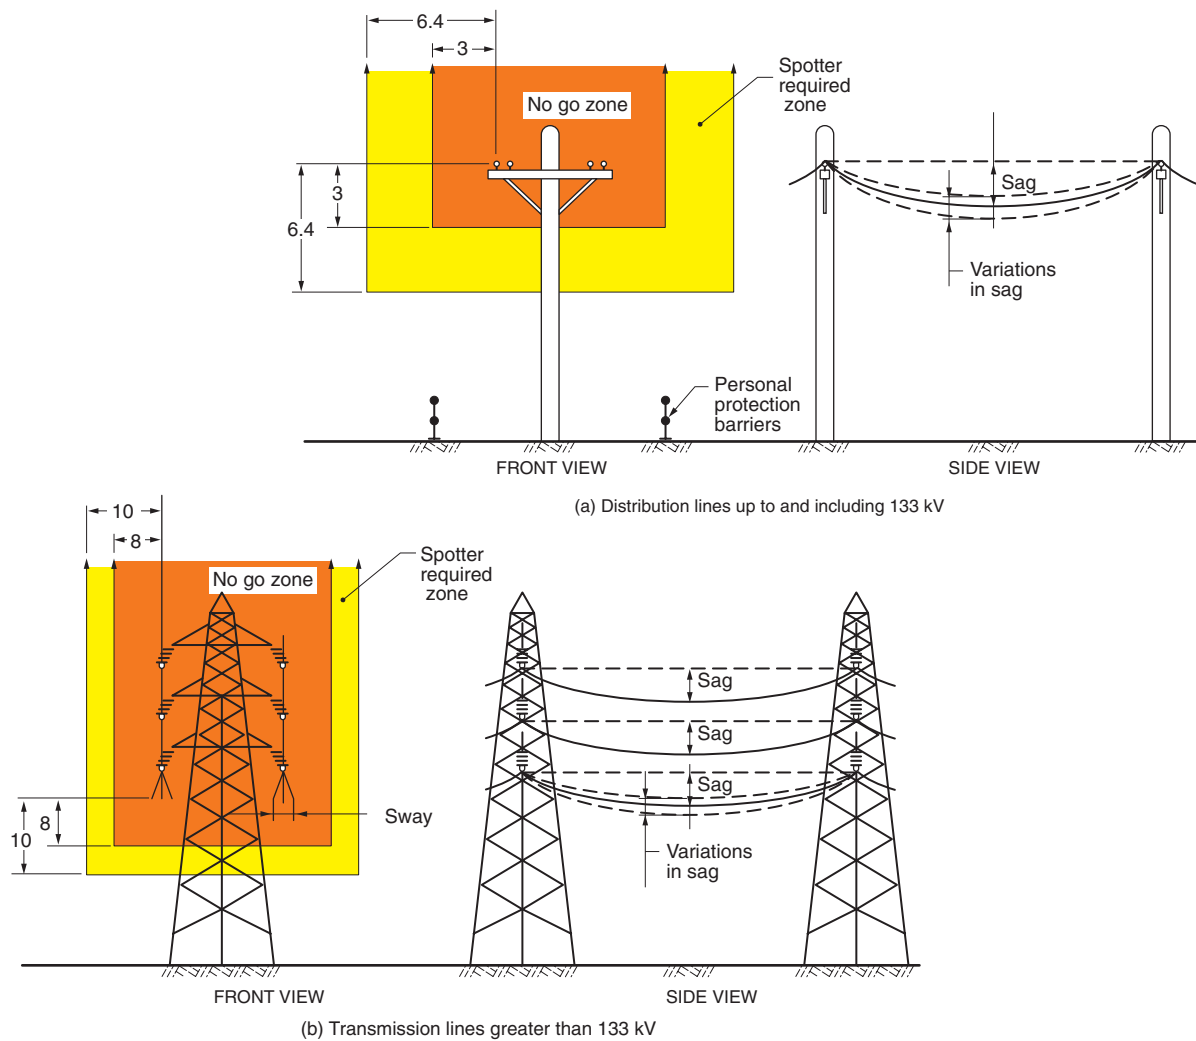 6.4
3
Spotter
required
zone
No go zone
3
6.4
Sag
Variations
in sag
Personal
protection
barriers
FRONT VIEW
SIDE VIEW
(a) Distribution lines up to and including 133 kV
10
8
Spotter
required
zone
No go zone
Sag
Sag
Sag
8
10
Sway
Variations
in sag
FRONT VIEW
SIDE VIEW
(b) Transmission lines greater than 133 kV